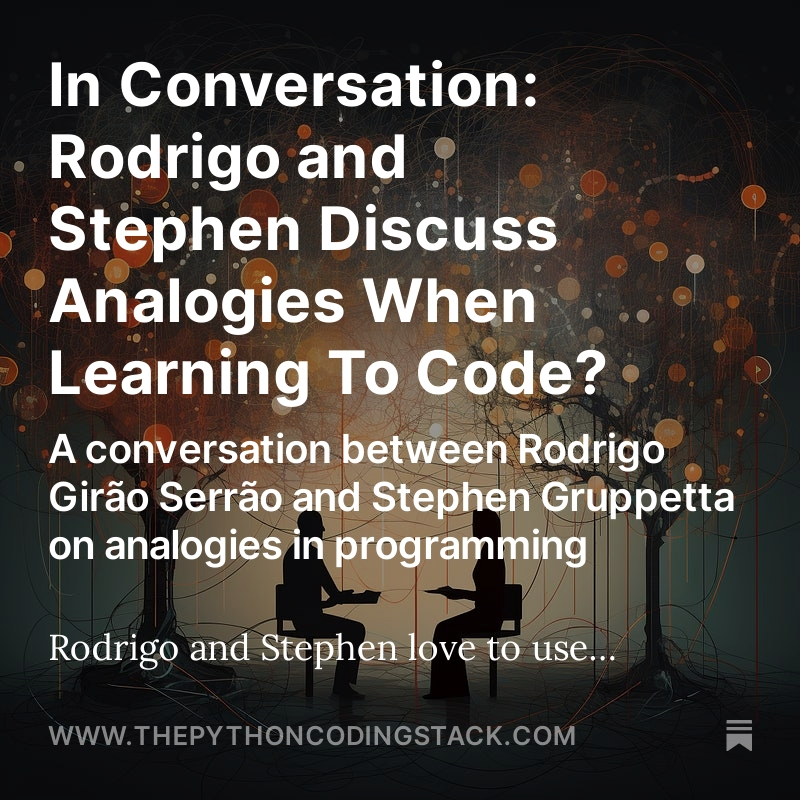 In Conversation:
Rodrigo and
Stephen Discuss
Analogies When
Learning To Code?
A conversation between Rodrigo
Girão Serrão and Stephen Gruppetta
on analogies in programming
Rodrigo and Stephen love to use...
WWW.THEPYTHONCODINGSTACK.COM